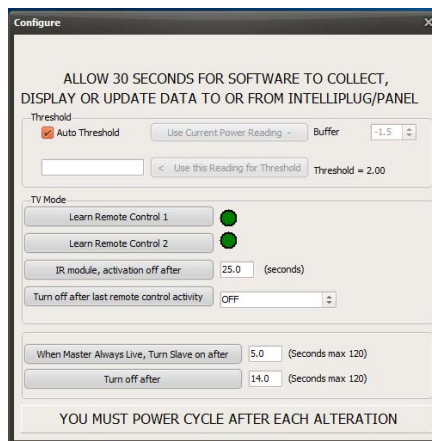 Configure
ALLOW 30 SECONDS FOR SOFTWARE TO COLLECT,
DISPLAY OR UPDATE DATA TO OR FROM INTELLIPLUG/PANEL
Threshold
Auto Threshold Use Current Power Reading - Buffer -1.5
< Use this Reading for Threshold Threshold = 2.00
TV Mode
Learn Remote Control 1
Learn Remote Control 2
IR module, activation off after 25.0 (seconds)
Turn off after last remote control activity OFF
When Master Always Live, Turn Slave on after 5.0 (Seconds max 120)
Turn off after 14.0 (Seconds max 120)
YOU MUST POWER CYCLE AFTER EACH ALTERATION